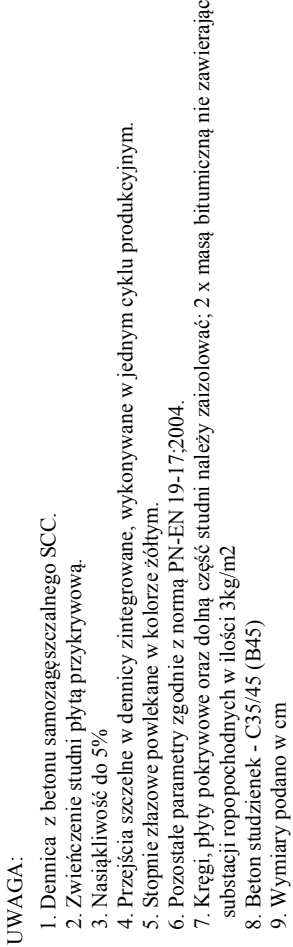 UWAGA:
1. Dennica z betonu samozagęszczalnego SCC.
2. Zwieńczenie studni płytą przykrywową.
3. Nasiąkliwość do 5%
4. Przejścia szczelne w dennicy zintegrowane, wykonywane w jednym cyklu produkcyjnym.
5. Stopnie złazowe powlekane w kolorze żółtym.
6. Pozostałe parametry zgodnie z normą PN-EN 19-17;2004.
7. Kręgi, płyty pokrywowe oraz dolną część studni należy zaizolować; 2 x masą bitumiczną nie zawierając
substacji ropopochodnych w ilości 3kg/m2
8. Beton studzienek - C35/45 (B45)
9. Wymiary podano w cm